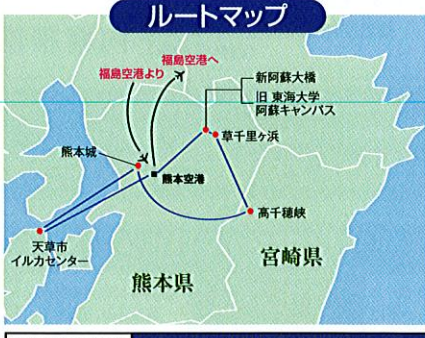 ルートマップ
福島空港へ
福島空港より
新阿蘇大橋
旧 東海大学
阿蘇キャンパス
草千里ヶ浜
熊本城
熊本空港
高千穂峡
天草市
イルカセンター
宮崎県
熊本県